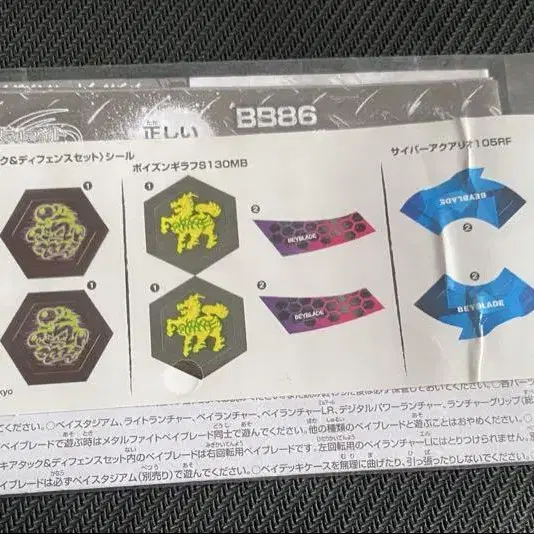 正しい BB86
ク&ディフェンスセット〉シール
ポイズンギラフS130MB
サイバーアクアリオ105RF
①
①
②
BEYBLADE
BEYBLADE
②
①
①
②
BEYBLADE
BEYBLADE
kyo
てください。○ベイスタジアム、ライトランチャー、ベイランチャー、ベイランチャーLR、デジタルパワーランチャー、ランチャーグリップ(総
ベイブレードで遊ぶ時はメタルファイトベイブレード同士で遊んでください。他の種類のベイブレードと遊ぶことはおやめください。
キアタック&ディフェンスセット内のベイブレードは右回転用ベイブレードです。左回転用のベイランチャーLにはとりつけられません。
イブレードは必ずベイスタジアム(別売り)で遊んでください。○ベイデッキケースを無理に曲げたり、引っ張ったりしないでください。